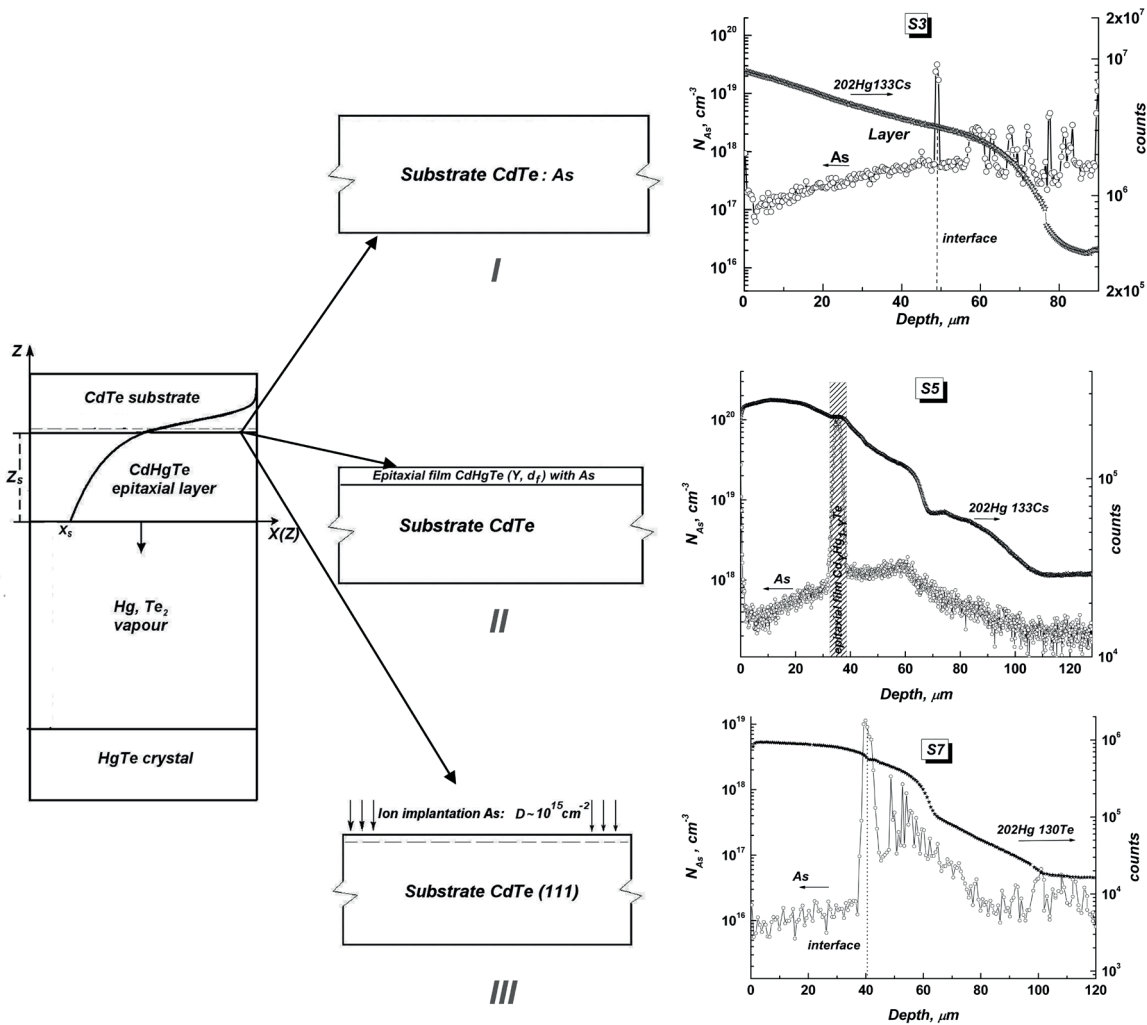 Z
CdTe substrate
Zs
CdHgTe
epitaxial layer
xs
X(Z)
Hg, Te2
vapour
HgTe crystal
Substrate CdTe : As
I
Epitaxial film CdHgTe (Y, df) with As
Substrate CdTe
II
Ion implantation As: D~10^15cm^-2
Substrate CdTe (111)
III
S3
10^20
10^19
10^18
10^17
10^16
NAs, cm^-3
202Hg133Cs
Layer
As
interface
2x10^7
10^7
10^6
2x10^5
counts
0 20 40 60 80
Depth, μm
S5
10^20
10^19
10^18
NAs, cm^-3
As
epitaxial film CdYHg1-YTe
202Hg 133Cs
10^5
10^4
counts
0 20 40 60 80 100 120
Depth, μm
S7
10^19
10^18
10^17
10^16
NAs, cm^-3
202Hg 130Te
As
interface
10^6
10^5
10^4
10^3
counts
0 20 40 60 80 100 120
Depth, μm